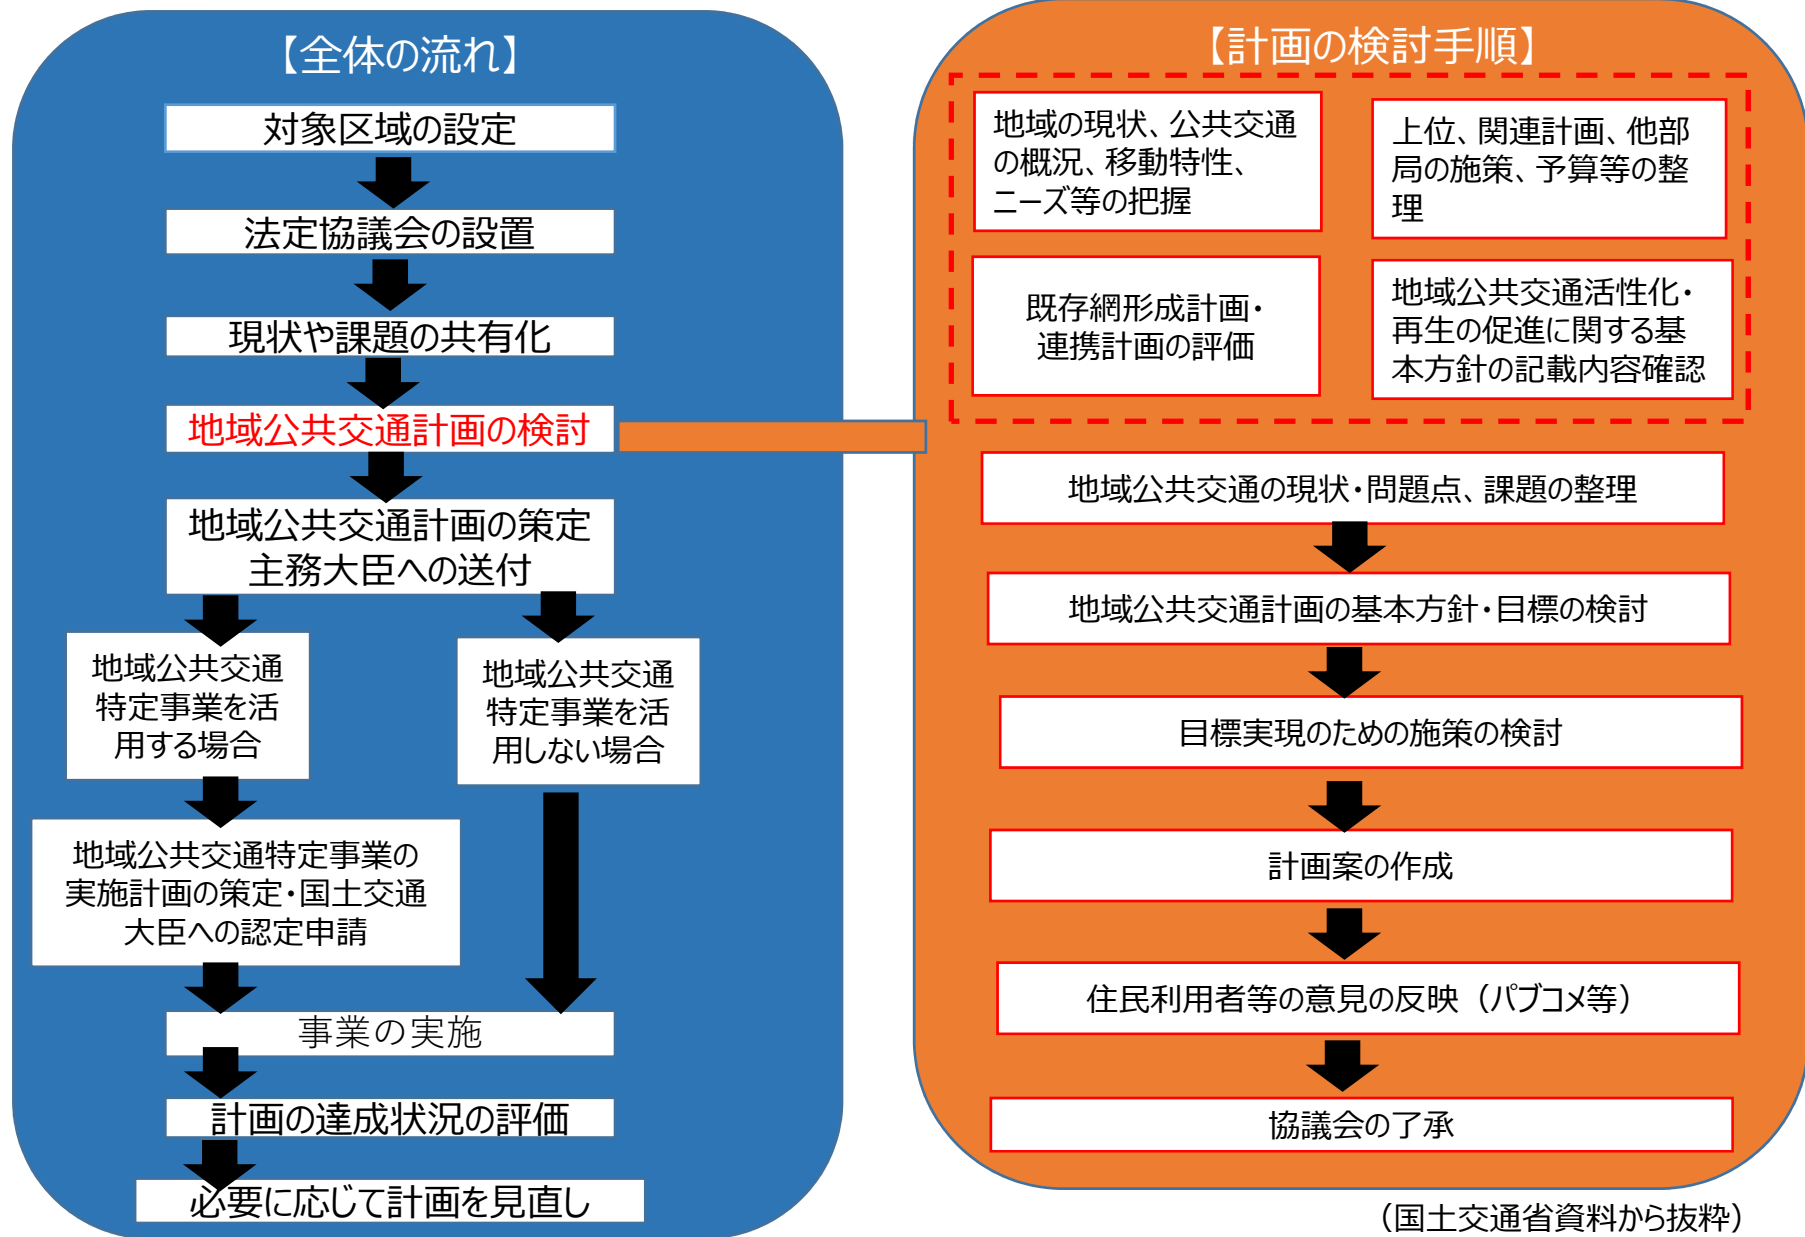 【全体の流れ】
対象区域の設定
法定協議会の設置
現状や課題の共有化
地域公共交通計画の検討
地域公共交通計画の策定
主務大臣への送付
地域公共交通
特定事業を活
用する場合
地域公共交通
特定事業を活
用しない場合
地域公共交通特定事業の
実施計画の策定・国土交通
大臣への認定申請
事業の実施
計画の達成状況の評価
必要に応じて計画を見直し
【計画の検討手順】
地域の現状、公共交通
の概況、移動特性、
ニーズ等の把握
上位、関連計画、他部
局の施策、予算等の整
理
既存網形成計画・
連携計画の評価
地域公共交通活性化・
再生の促進に関する基
本方針の記載内容確認
地域公共交通の現状・問題点、課題の整理
地域公共交通計画の基本方針・目標の検討
目標実現のための施策の検討
計画案の作成
住民利用者等の意見の反映（パブコメ等）
協議会の了承
（国土交通省資料から抜粋）